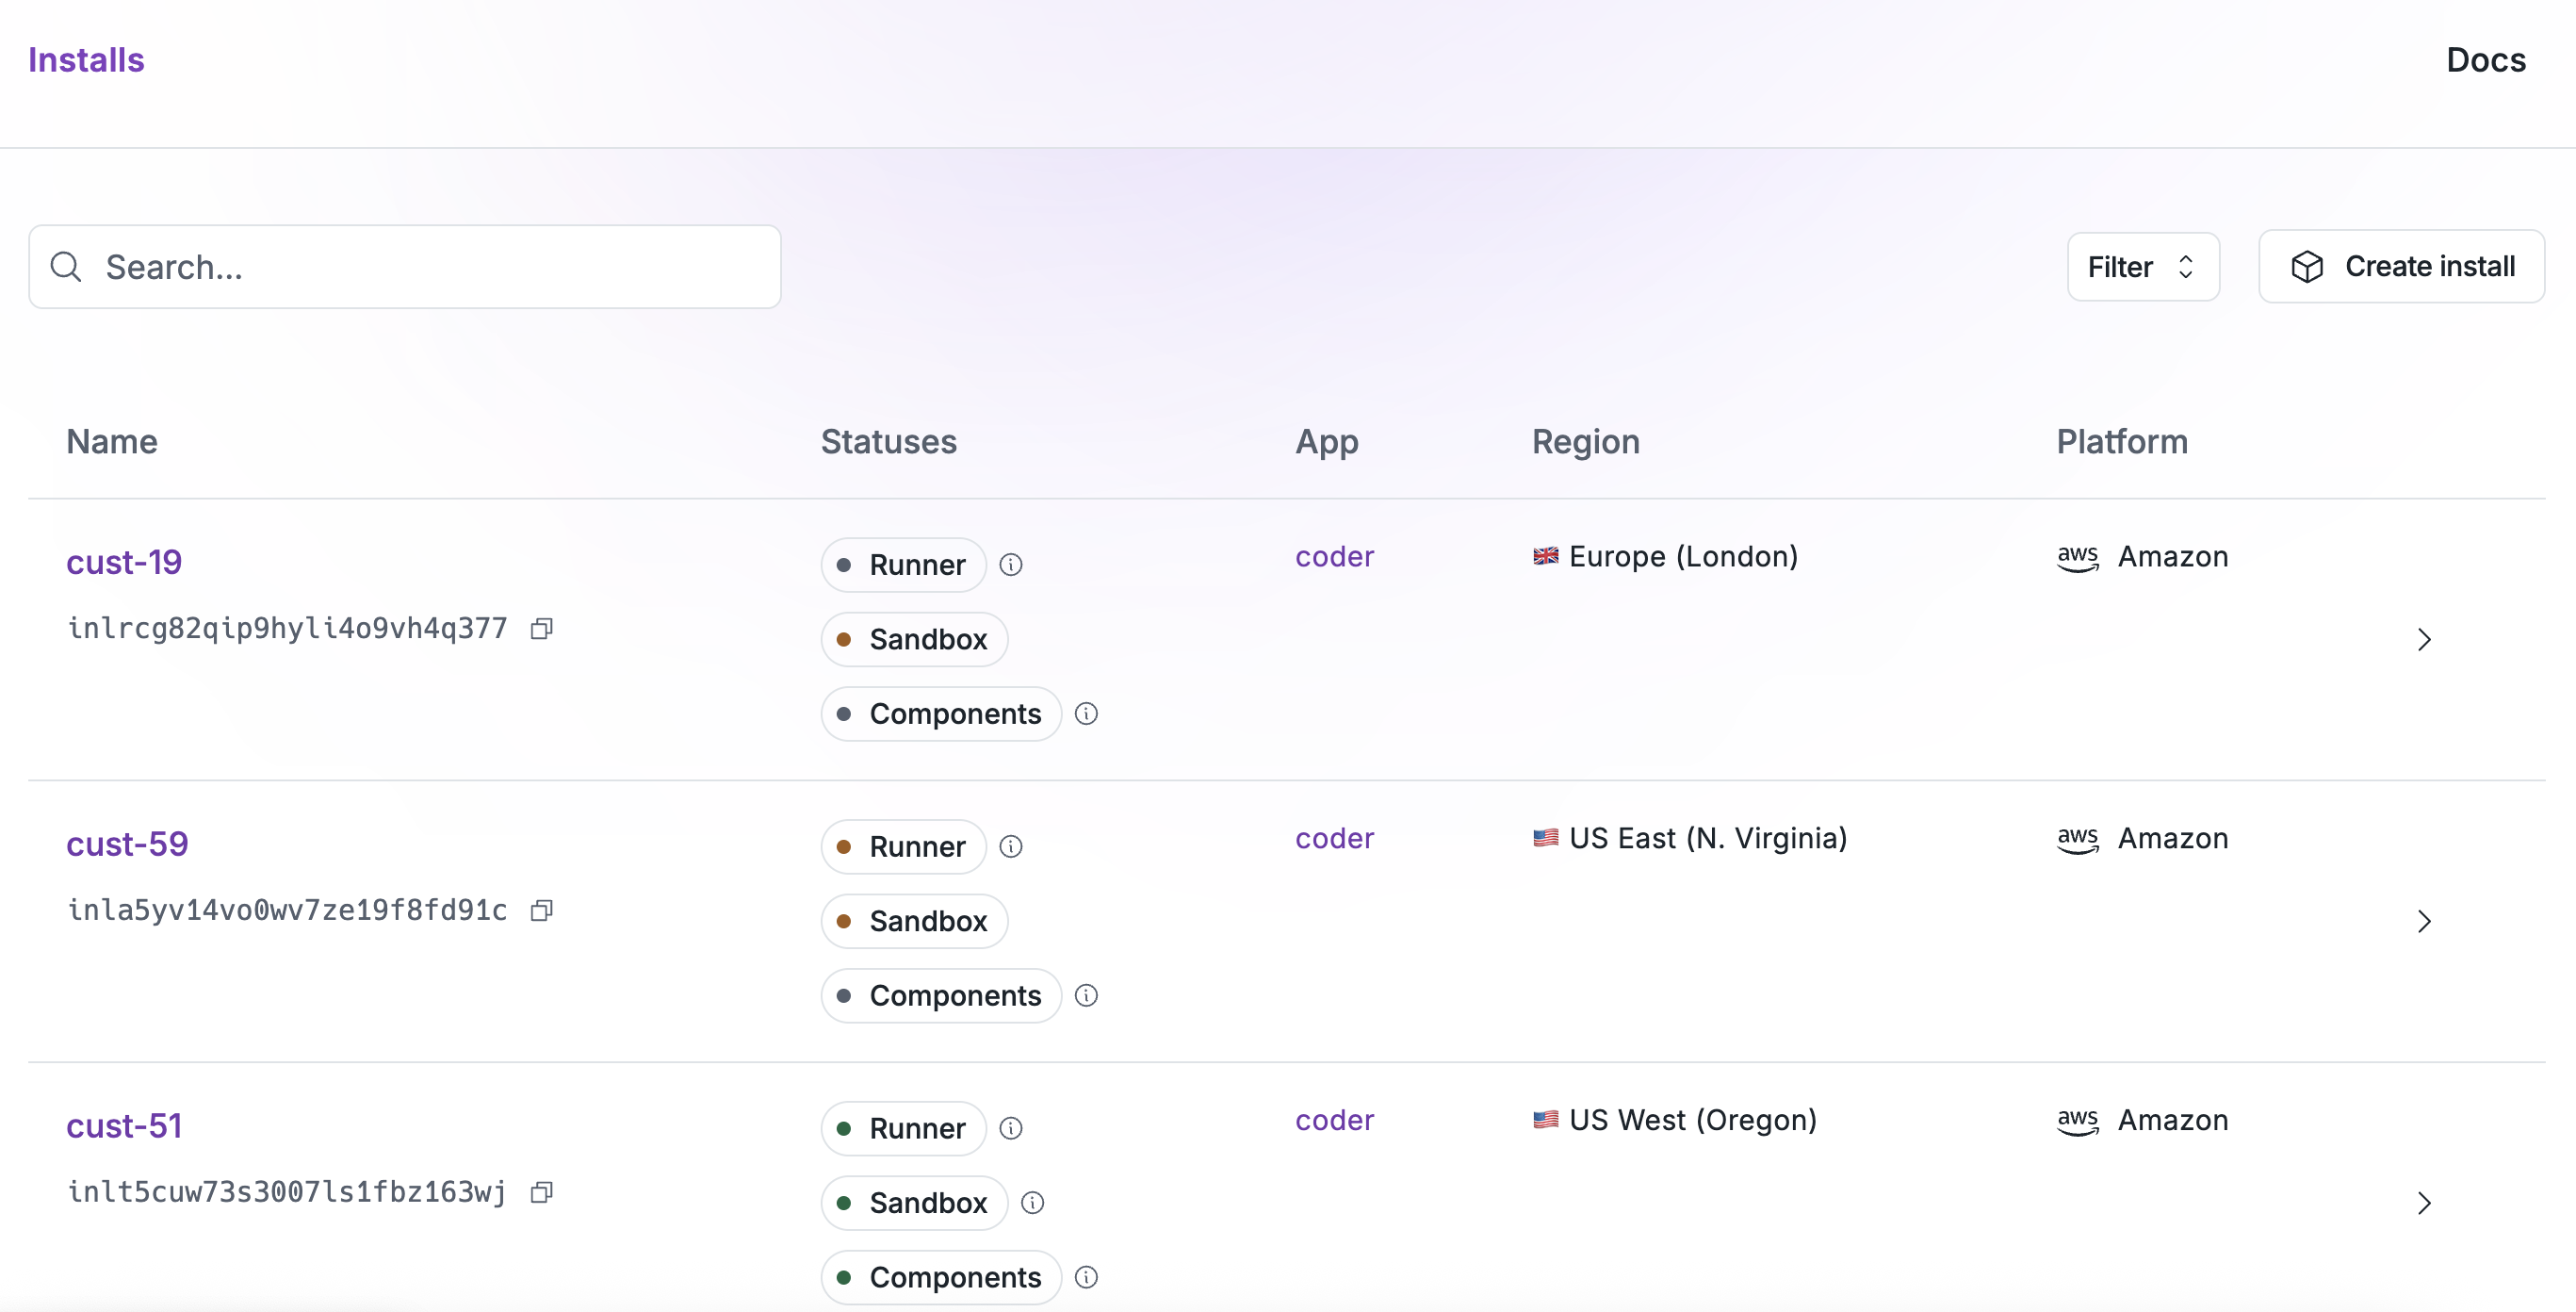 Installs
Docs
Search...
Filter
Create install
Name Statuses App Region Platform
cust-19
inlrcg82qip9hyli4o9vh4q377
Runner
Sandbox
Components
coder
Europe (London)
aws Amazon
cust-59
inla5yv14vo0wv7ze19f8fd91c
Runner
Sandbox
Components
coder
US East (N. Virginia)
aws Amazon
cust-51
inlt5cuw73s3007ls1fbz163wj
Runner
Sandbox
Components
coder
US West (Oregon)
aws Amazon